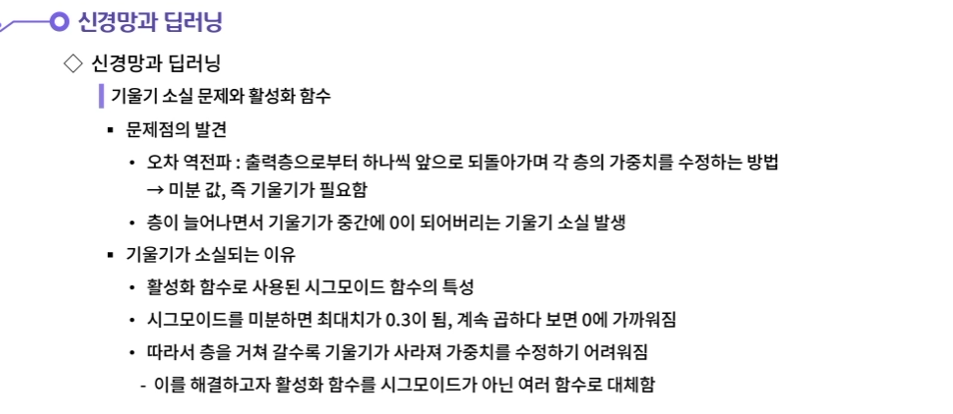 신경망과 딥러닝
◇ 신경망과 딥러닝
기울기 소실 문제와 활성화 함수
▪ 문제점의 발견
• 오차 역전파 : 출력층으로부터 하나씩 앞으로 되돌아가며 각 층의 가중치를 수정하는 방법
→ 미분 값, 즉 기울기가 필요함
• 층이 늘어나면서 기울기가 중간에 0이 되어버리는 기울기 소실 발생
▪ 기울기가 소실되는 이유
• 활성화 함수로 사용된 시그모이드 함수의 특성
• 시그모이드를 미분하면 최대치가 0.3이 됨, 계속 곱하다 보면 0에 가까워짐
• 따라서 층을 거쳐 갈수록 기울기가 사라져 가중치를 수정하기 어려워짐
- 이를 해결하고자 활성화 함수를 시그모이드가 아닌 여러 함수로 대체함